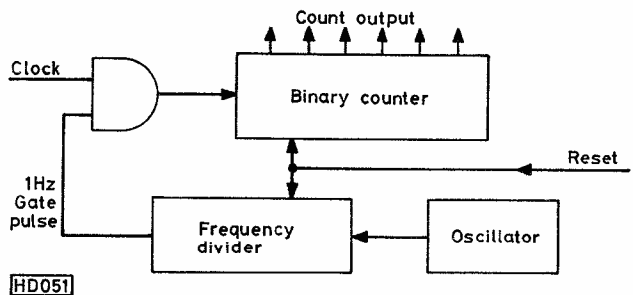 Count output
Clock
Binary counter
Reset
1Hz
Gate
pulse
Frequency
divider
Oscillator
HD051